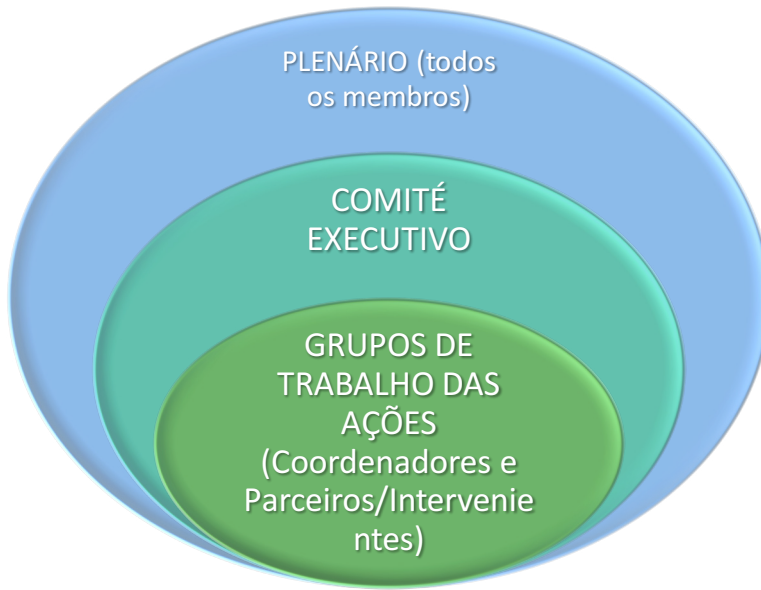 PLENÁRIO (todos
os membros)
COMITÉ
EXECUTIVO
GRUPOS DE
TRABALHO DAS
AÇÕES
(Coordenadores e
Parceiros/Intervenie
ntes)